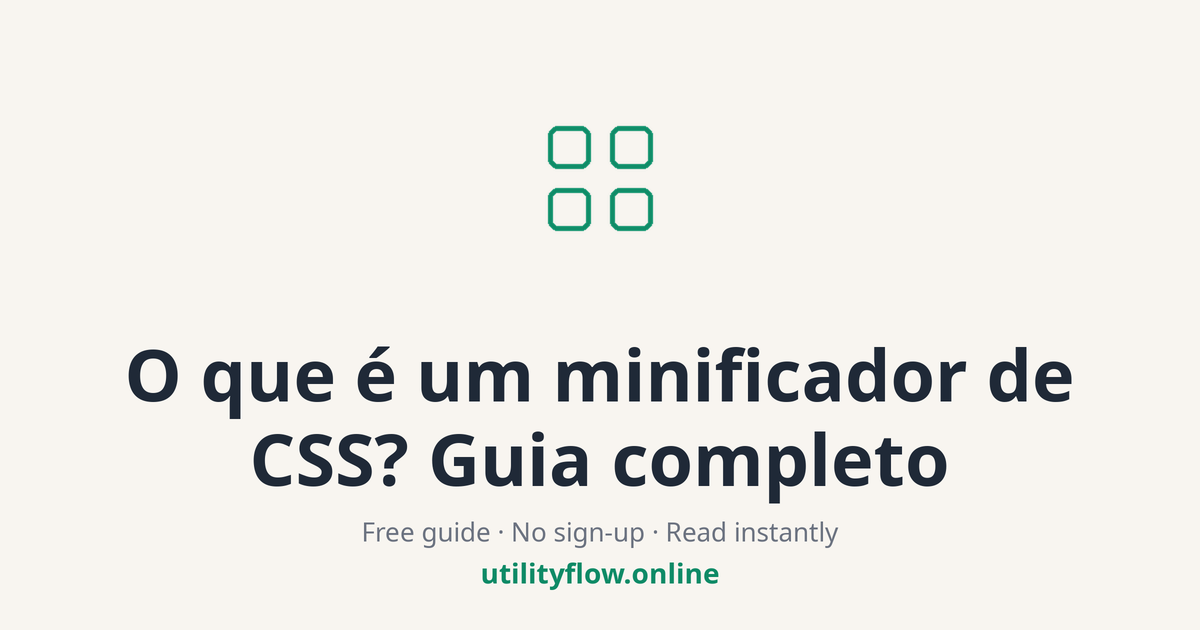 O que é um minificador de
CSS? Guia completo
Free guide · No sign-up · Read instantly
utilityflow.online